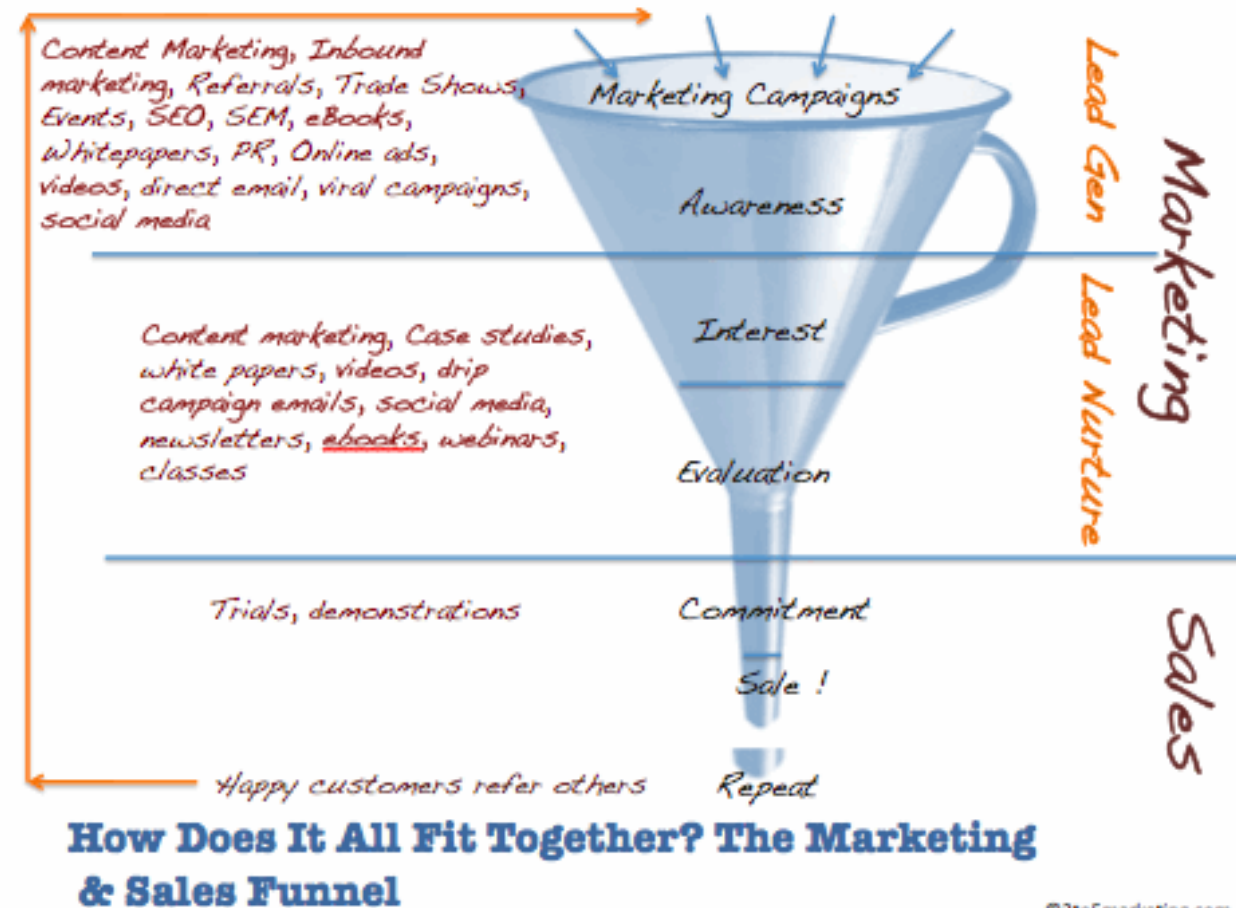 Content Marketing, Inbound
marketing, Referrals, Trade Shows,
Events, SEO, SEM, eBooks,
Whitepapers, PR, Online ads,
videos, direct email, viral campaigns,
social media
Marketing Campaigns
Awareness
Lead Gen
Marketing
Content marketing, Case studies,
white papers, videos, drip
campaign emails, social media,
newsletters, ebooks, webinars,
classes
Interest
Evaluation
Lead Nurture
Trials, demonstrations
Commitment
Sale !
Sales
Happy customers refer others
Repeat
How Does It All Fit Together? The Marketing
& Sales Funnel